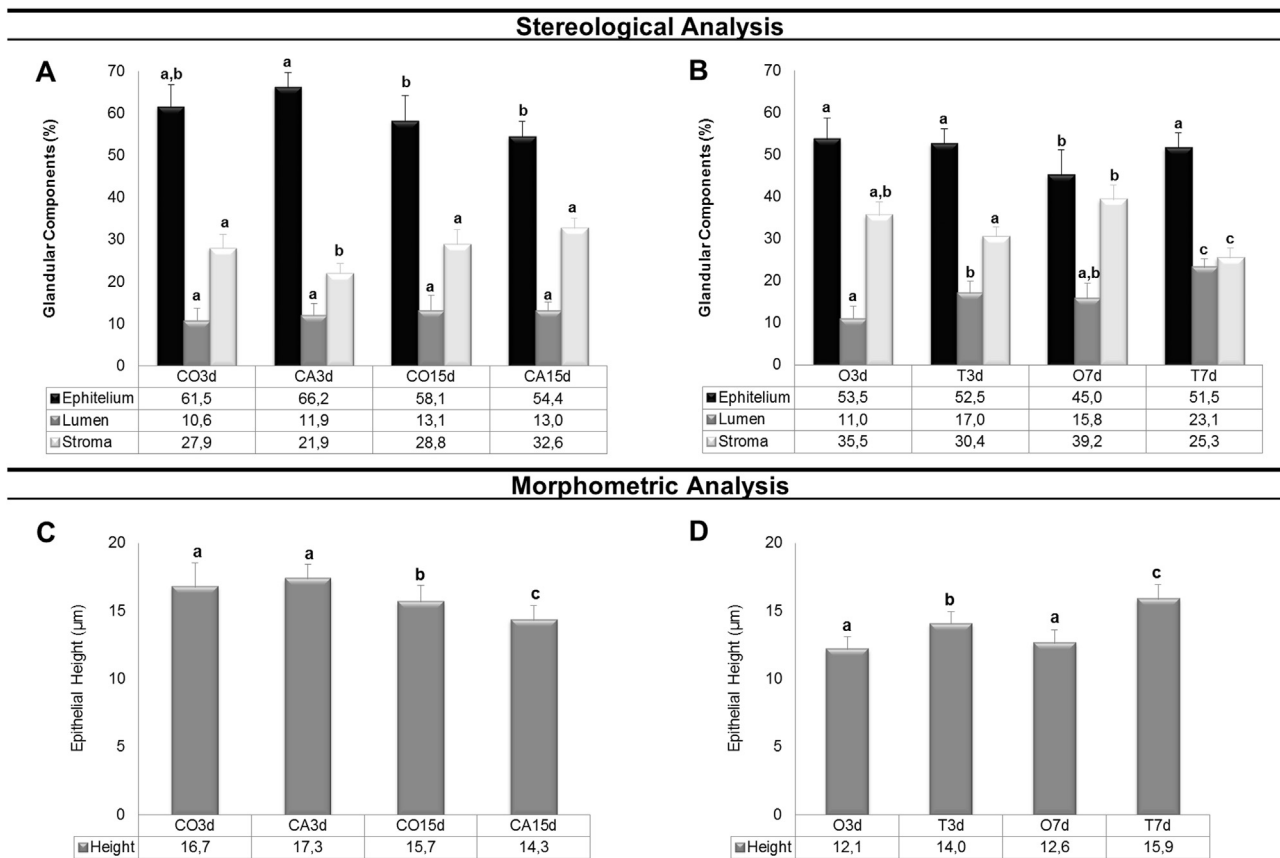 Stereological Analysis
A
Glandular Components (%)
70
60
50
40
30
20
10
0
a,b
a
a
a
a
b
b
a
a
b
a
a
CO3d CA3d CO15d CA15d
Ephitelium 61,5 66,2 58,1 54,4
Lumen 10,6 11,9 13,1 13,0
Stroma 27,9 21,9 28,8 32,6
B
Glandular Components (%)
70
60
50
40
30
20
10
0
a
a
a,b
a
b
a
b
a,b
b
a
c
c
O3d T3d O7d T7d
Ephitelium 53,5 52,5 45,0 51,5
Lumen 11,0 17,0 15,8 23,1
Stroma 35,5 30,4 39,2 25,3
Morphometric Analysis
C
Epithelial Height (µm)
20
15
10
5
0
a
a
b
c
CO3d CA3d CO15d CA15d
Height 16,7 17,3 15,7 14,3
D
Epithelial Height (µm)
20
15
10
5
0
a
b
a
c
O3d T3d O7d T7d
Height 12,1 14,0 12,6 15,9